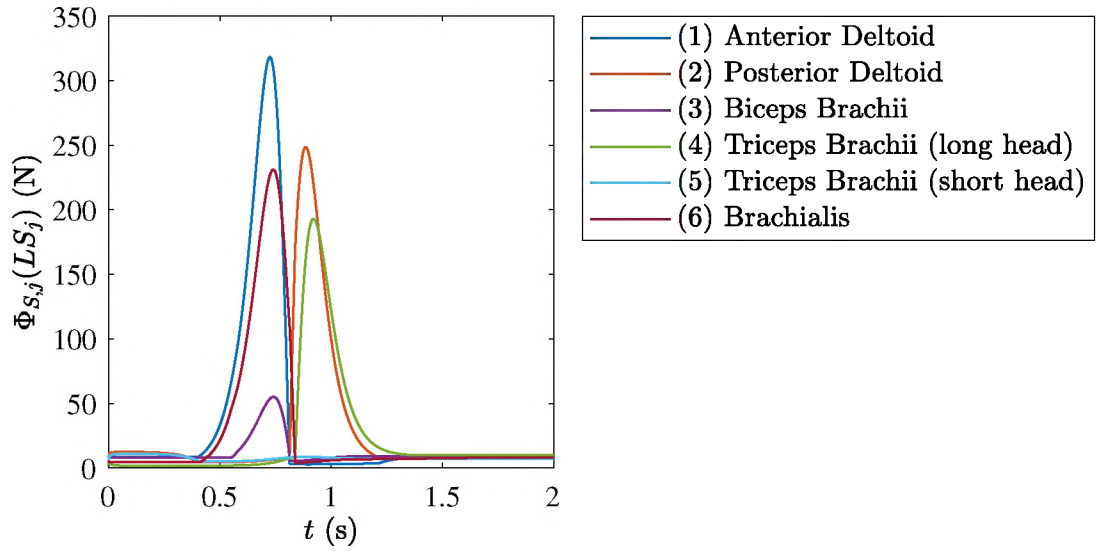 350
300
250
200
150
100
50
0
Φ_{S,j}(LS_j) (N)
0
0.5
1
1.5
2
t (s)
(1) Anterior Deltoid
(2) Posterior Deltoid
(3) Biceps Brachii
(4) Triceps Brachii (long head)
(5) Triceps Brachii (short head)
(6) Brachialis